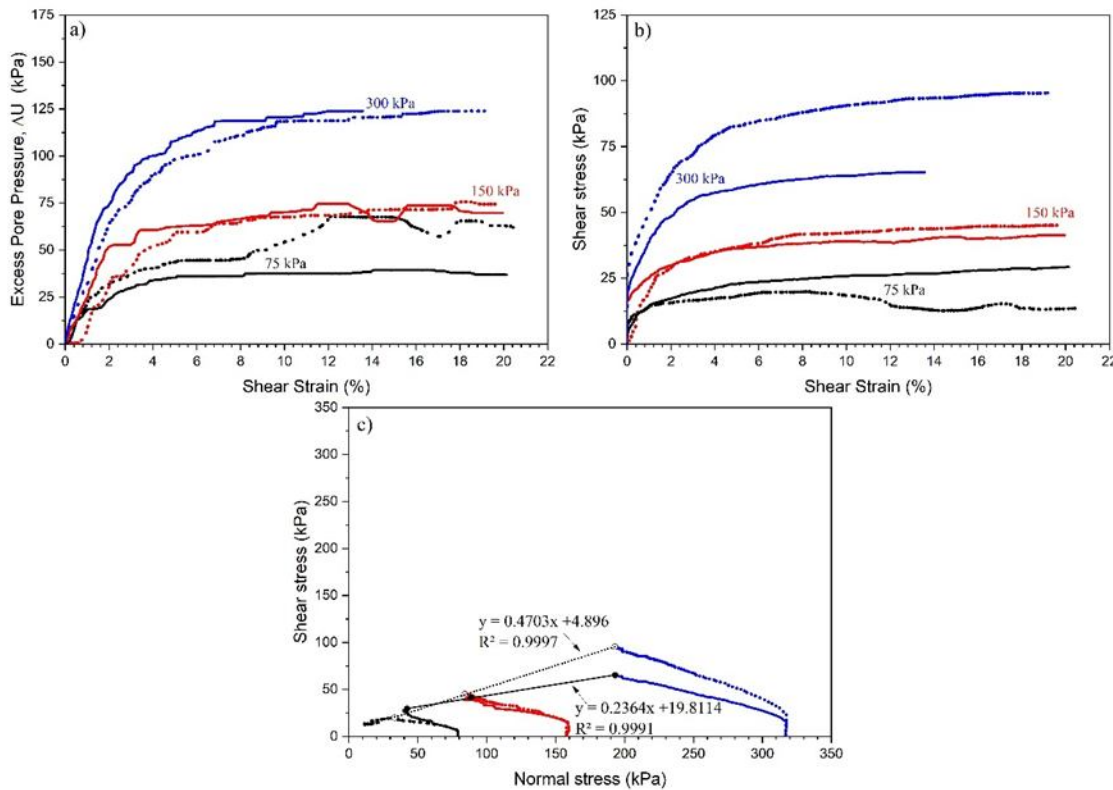 a)
Excess Pore Pressure, ΔU (kPa)
175
150
125
100
75
50
25
0
300 kPa
150 kPa
75 kPa
0 2 4 6 8 10 12 14 16 18 20 22
Shear Strain (%)
b)
Shear stress (kPa)
125
100
75
50
25
0
300 kPa
150 kPa
75 kPa
0 2 4 6 8 10 12 14 16 18 20 22
Shear Strain (%)
c)
Shear stress (kPa)
350
300
250
200
150
100
50
0
y = 0.4703x +4.896
R² = 0.9997
y = 0.2364x +19.8114
R² = 0.9991
0 50 100 150 200 250 300 350
Normal stress (kPa)